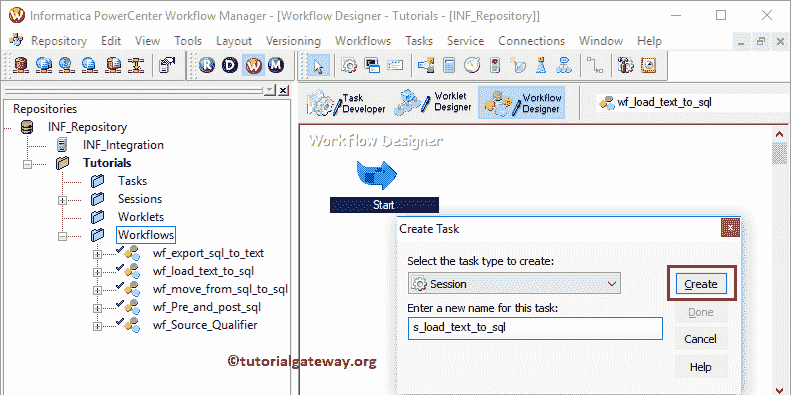 Informatica PowerCenter Workflow Manager - [Workflow Designer - Tutorials - [INF_Repository]]
Repository Edit View Tools Layout Versioning Workflows Tasks Service Connections Window Help
R D W M
Repositories
INF_Repository
INF_Integration
Tutorials
Tasks
Sessions
Worklets
Workflows
wf_export_sql_to_text
wf_load_text_to_sql
wf_move_from_sql_to_sql
wf_Pre_and_post_sql
wf_Source_Qualifier
©tutorialgateway.org
Task Developer
Worklet Designer
Workflow Designer
wf_load_text_to_sql
Workflow Designer
Start
Create Task
Select the task type to create:
Session
Create
Enter a new name for this task:
Done
s_load_text_to_sql
Cancel
Help